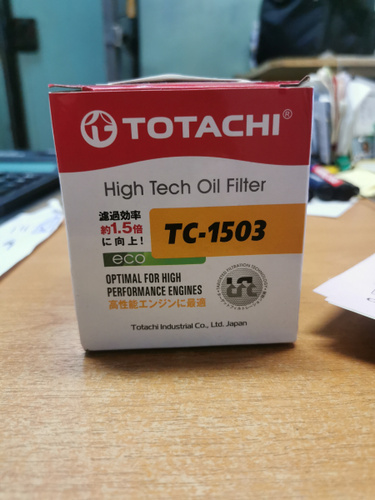 TOTACHI®
High Tech Oil Filter
濾過効率
約1.5倍
に向上!
TC-1503
eco
OPTIMAL FOR HIGH
PERFORMANCE ENGINES
高性能エンジンに最適
Totachi Industrial Co., Ltd. Japan